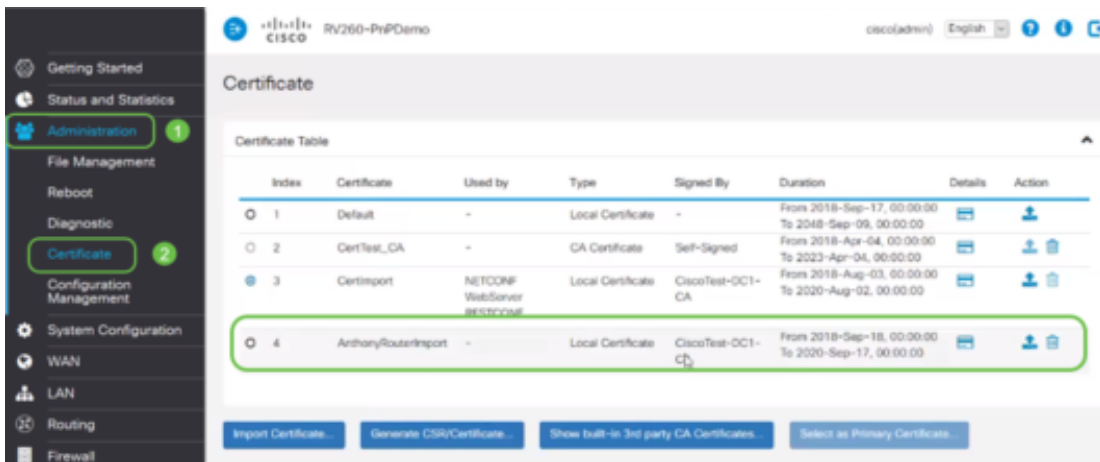 CISCO RV260-PnPDemo cisco(admin) English
Getting Started
Status and Statistics
Administration 1
File Management
Reboot
Diagnostic
Certificate 2
Configuration
Management
System Configuration
WAN
LAN
Routing
Firewall
Certificate
Certificate Table
Index Certificate Used by Type Signed By Duration Details Action
1 Default - Local Certificate - From 2018-Sep-17, 00:00:00
To 2048-Sep-09, 00:00:00
2 CertTest_CA - CA Certificate Self-Signed From 2018-Apr-04, 00:00:00
To 2023-Apr-04, 00:00:00
3 CertImport NETCONF Local Certificate CiscoTest-DC1- From 2018-Aug-03, 00:00:00
WebServer CA To 2020-Aug-02, 00:00:00
RESTCONF
4 AnthonyRouterImport - Local Certificate CiscoTest-DC1- From 2018-Sep-18, 00:00:00
To 2020-Sep-17, 00:00:00
Import Certificate... Generate CSR/Certificate... Show built-in 3rd party CA Certificates... Select as Primary Certificate...